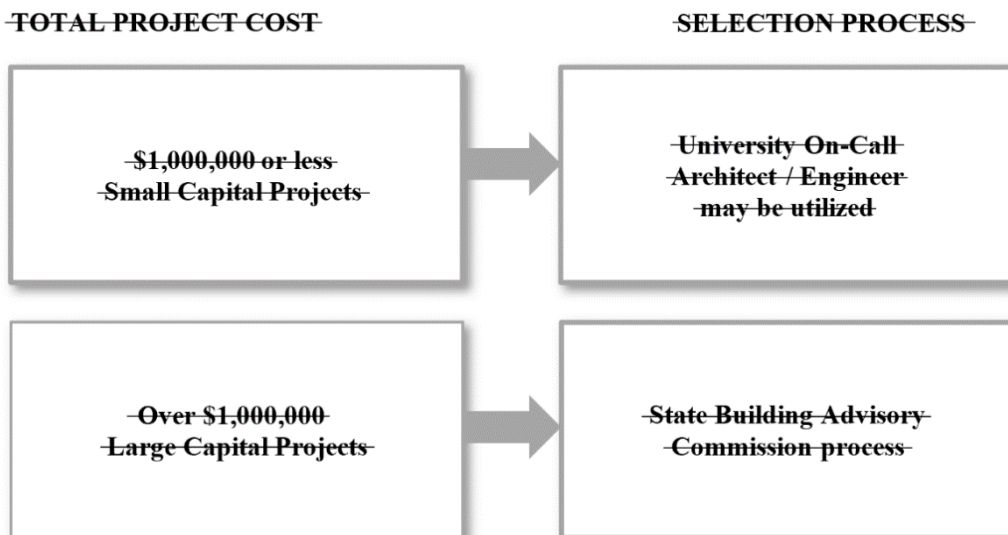 TOTAL PROJECT COST
SELECTION PROCESS
$1,000,000 or less
Small Capital Projects
University On-Call
Architect / Engineer
may be utilized
Over $1,000,000
Large Capital Projects
State Building Advisory
Commission process